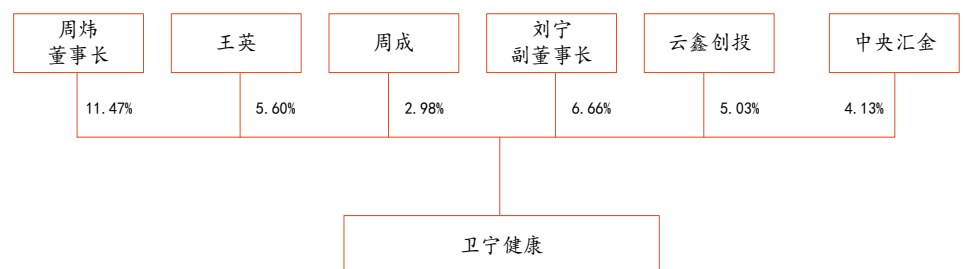 周炜
董事长
王英
周成
刘宁
副董事长
云鑫创投
中央汇金
11.47%
5.60%
2.98%
6.66%
5.03%
4.13%
卫宁健康